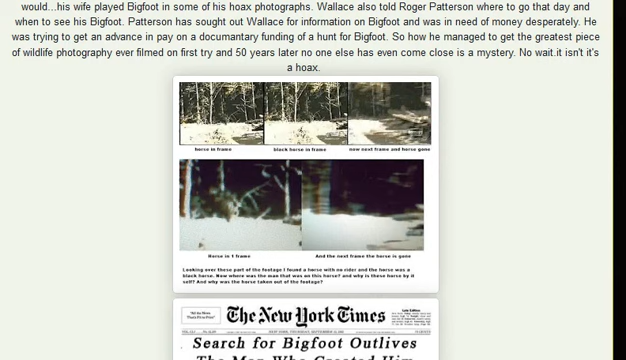 would...his wife played Bigfoot in some of his hoax photographs. Wallace also told Roger Patterson where to go that day and
when to see his Bigfoot. Patterson has sought out Wallace for information on Bigfoot and was in need of money desperately. He
was trying to get an advance in pay on a documantary funding of a hunt for Bigfoot. So how he managed to get the greatest piece
of wildlife photography ever filmed on first try and 50 years later no one else has even come close is a mystery. No wait.it isn't it's
a hoax.
horse in frame
black horse in frame
now next frame and horse gone
Horse in 1 frame
And the next frame the horse is gone
Looking over these part of the footage I found a horse with no rider and the horse was a
black horse. Now where was the man that was on this horse? and why is these horse by it
self? And why was the horse taken out of the footage?
The New York Times
Search for Bigfoot Outlives
The Man Who Created Him